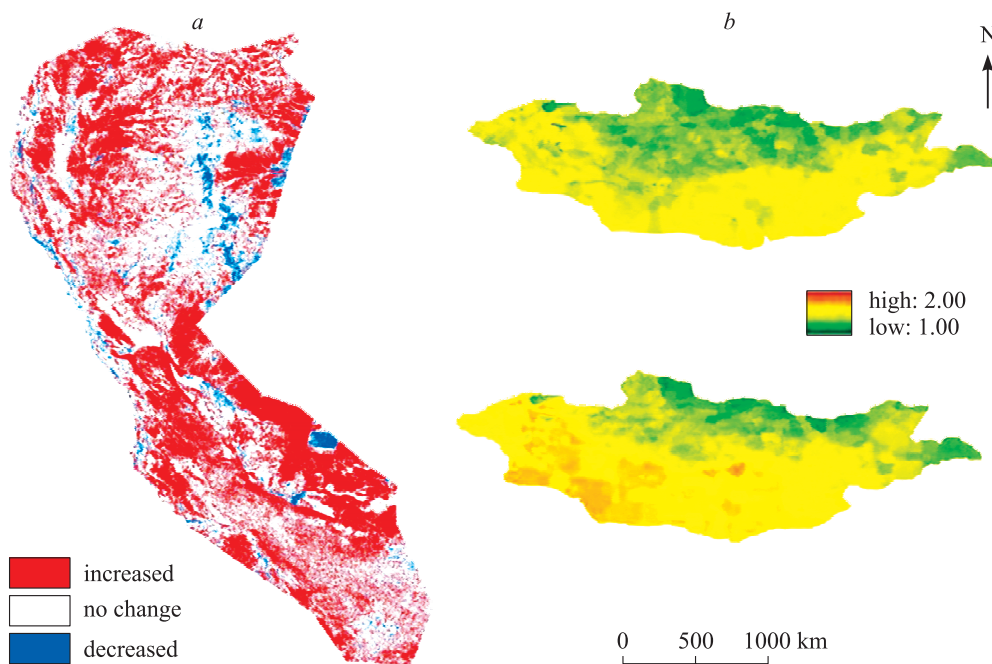 a
b
N
high: 2.00
low: 1.00
increased
no change
decreased
0 500 1000 km